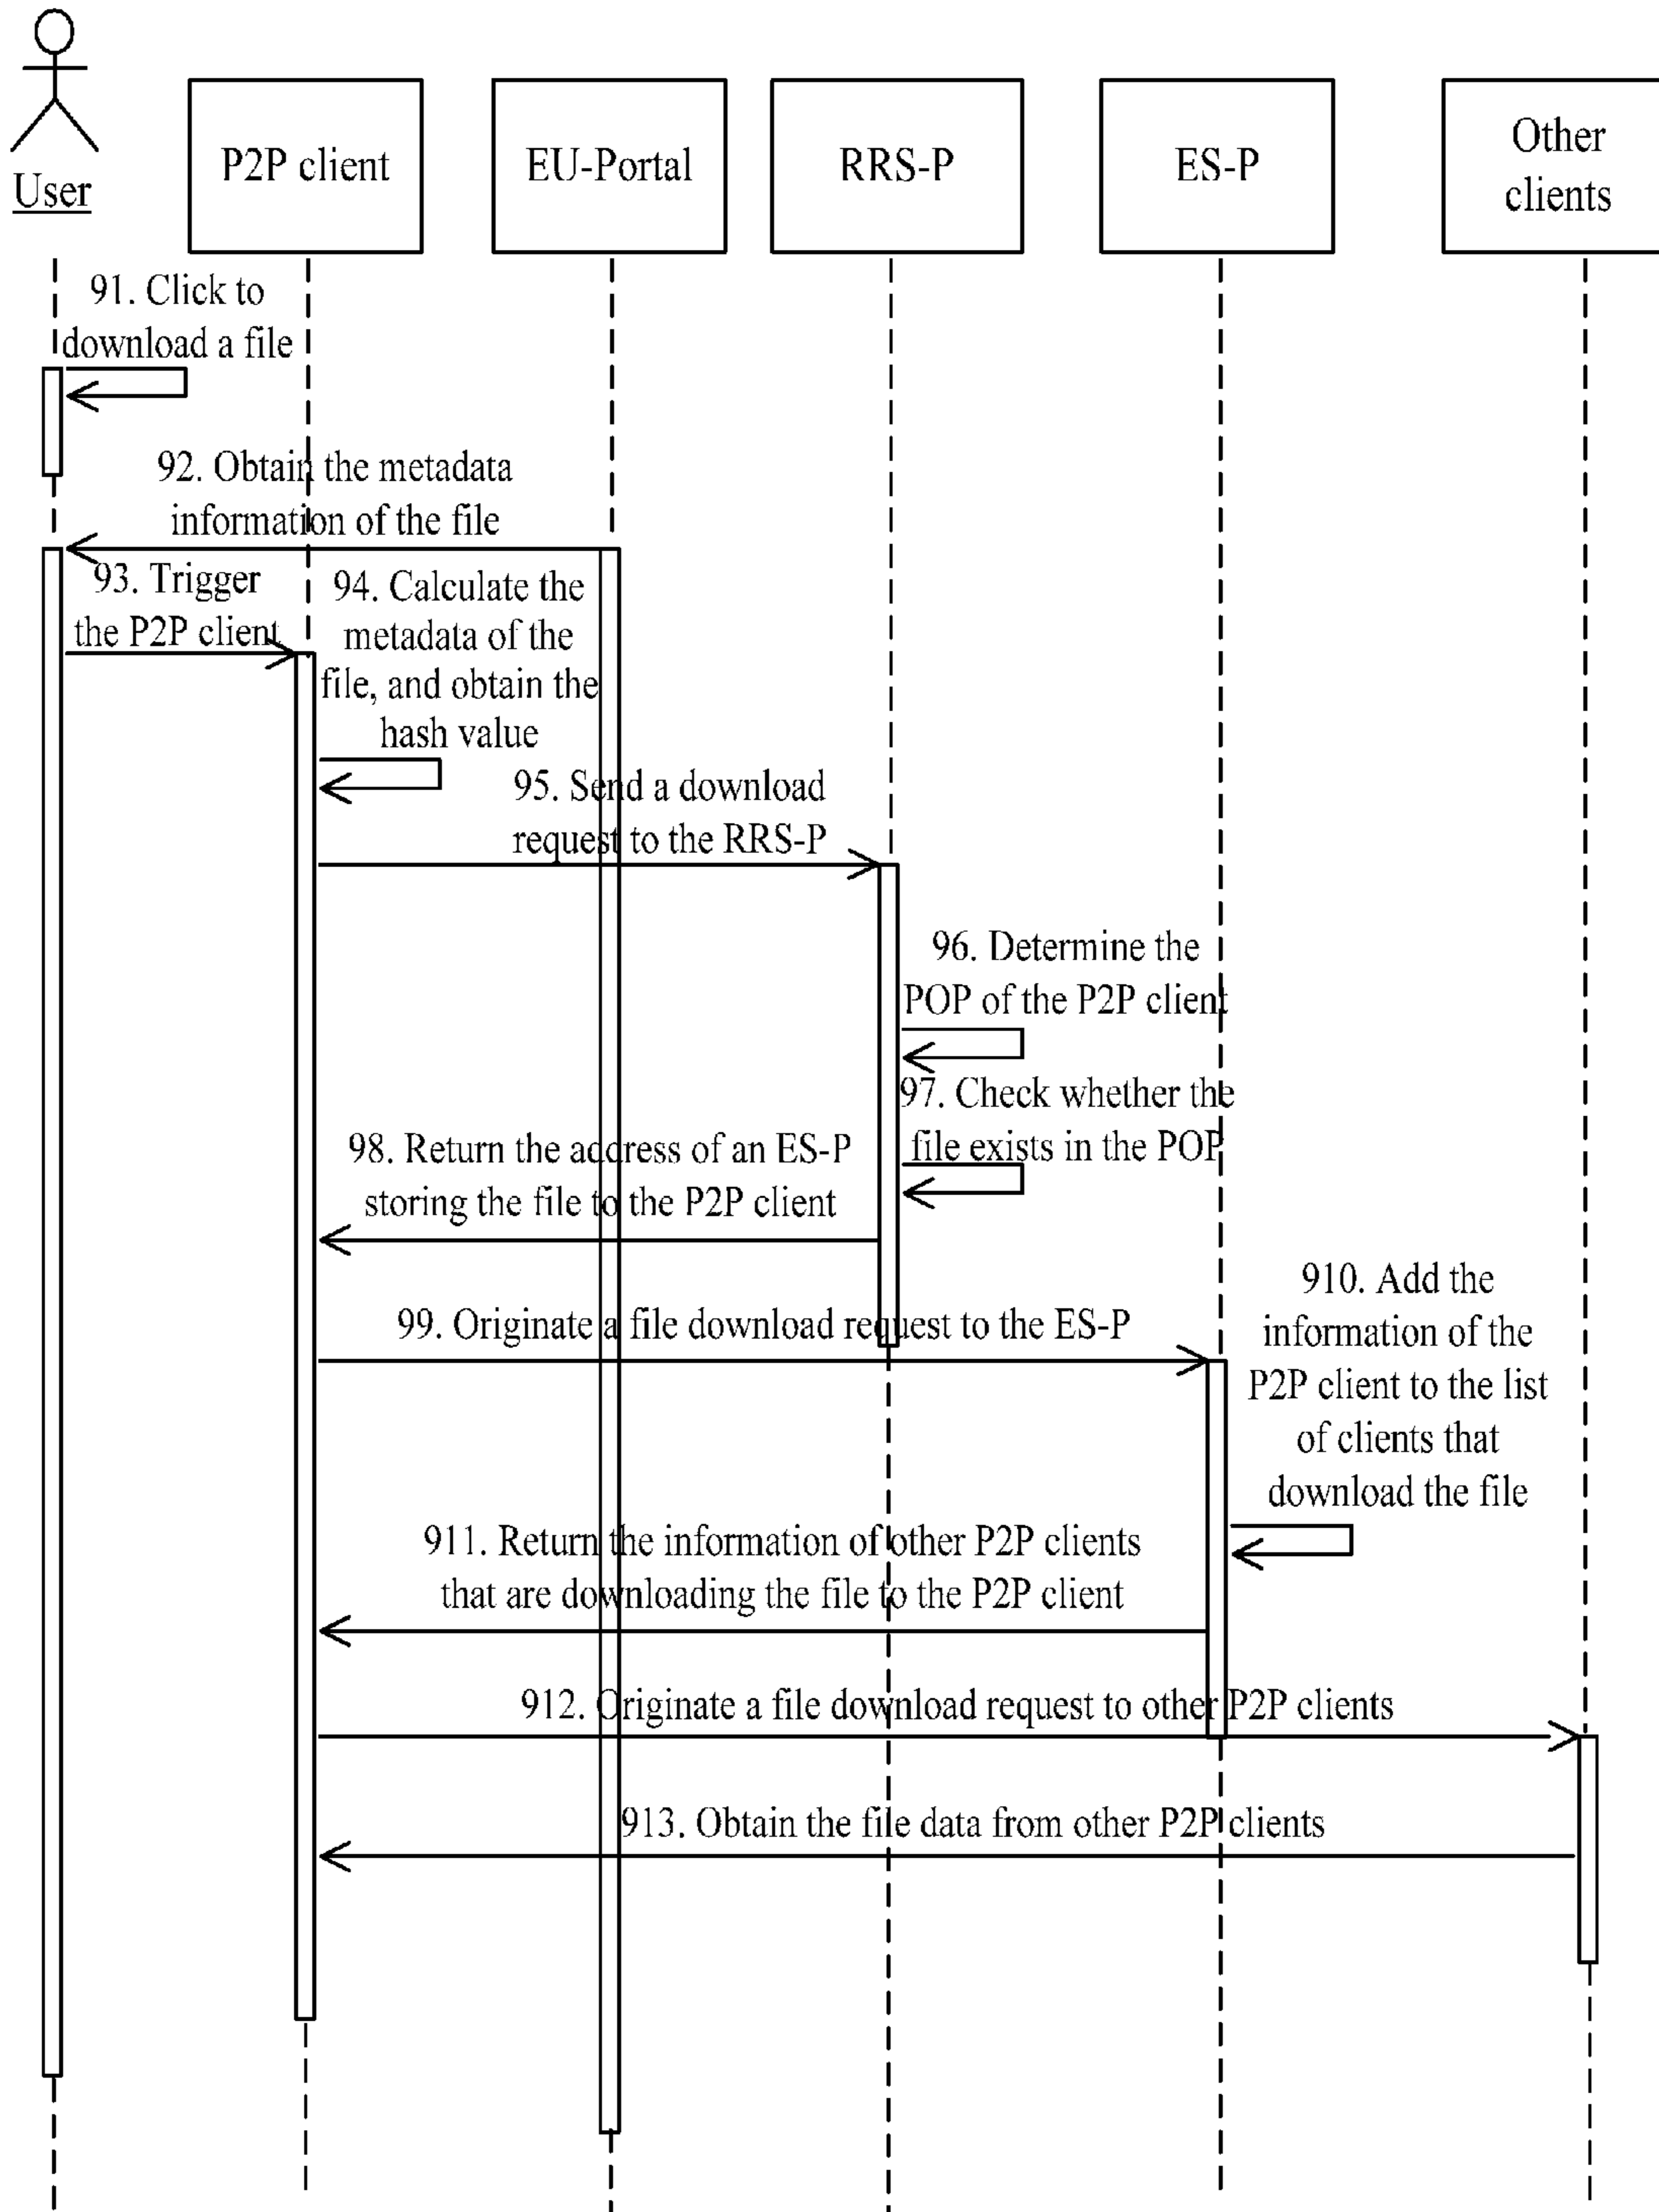 User
P2P client
EU-Portal
RRS-P
ES-P
Other
clients
91. Click to
download a file
92. Obtain the metadata
information of the file
93. Trigger
the P2P client
94. Calculate the
metadata of the
file, and obtain the
hash value
95. Send a download
request to the RRS-P
96. Determine the
POP of the P2P client
97. Check whether the
file exists in the POP
98. Return the address of an ES-P
storing the file to the P2P client
99. Originate a file download request to the ES-P
910. Add the
information of the
P2P client to the list
of clients that
download the file
911. Return the information of other P2P clients
that are downloading the file to the P2P client
912. Originate a file download request to other P2P clients
913. Obtain the file data from other P2P clients